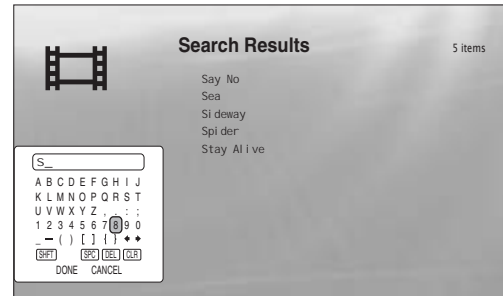 Search Results
5 items
Say No
Sea
Sideway
Spider
Stay Alive
S_
A B C D E F G H I J
K L M N O P Q R S T
U V W X Y Z , . : ;
1 2 3 4 5 6 7 8 9 0
_ – ( ) [ ] { }
SHFT SPC DEL CLR
DONE CANCEL